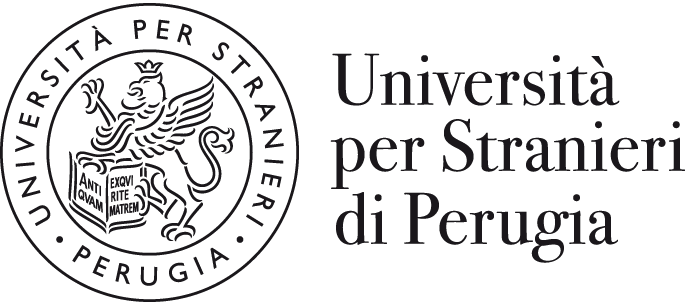 UNIVERSITÀ PER STRANIERI
· PERUGIA ·
ANTI
QVAM
EXQVI
RITE
MATREM
Università
per Stranieri
di Perugia